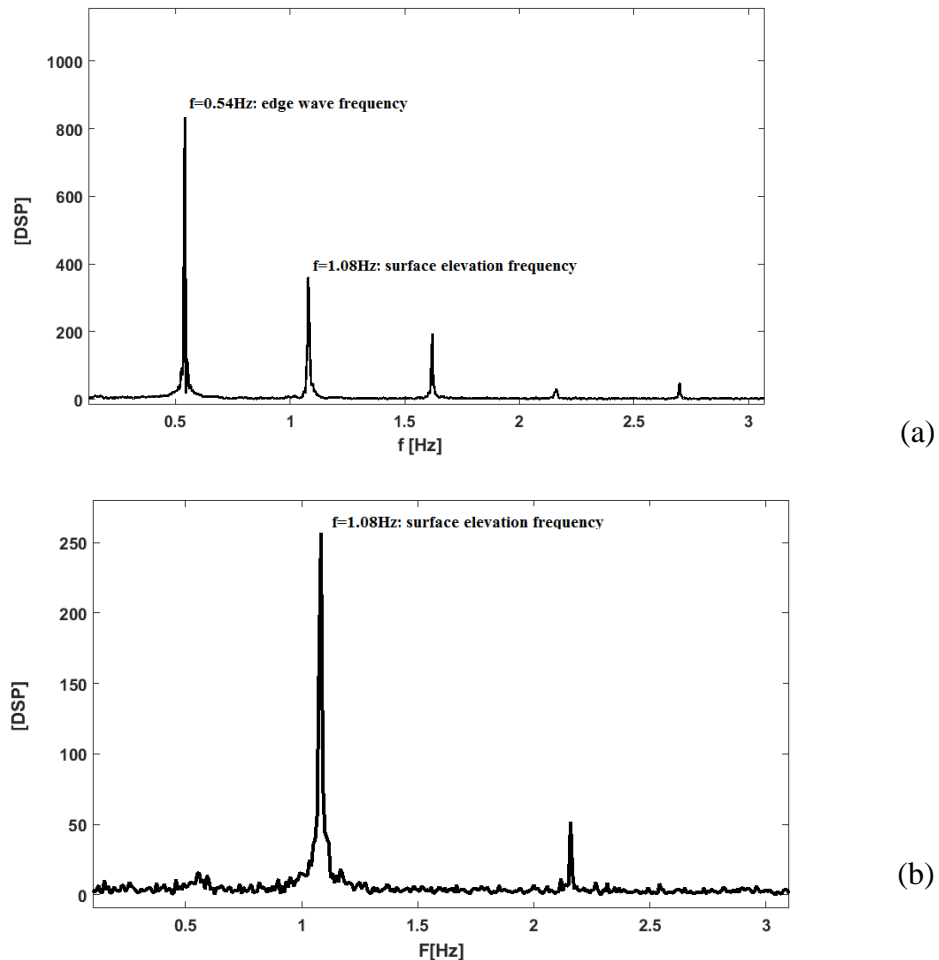 1000
f=0.54Hz: edge wave frequency
800
600
[DSP]
400
f=1.08Hz: surface elevation frequency
200
0
0.5 1 1.5 2 2.5 3
f [Hz]
(a)
f=1.08Hz: surface elevation frequency
250
200
150
[DSP]
100
50
0
(b)
0.5 1 1.5 2 2.5 3
F[Hz]